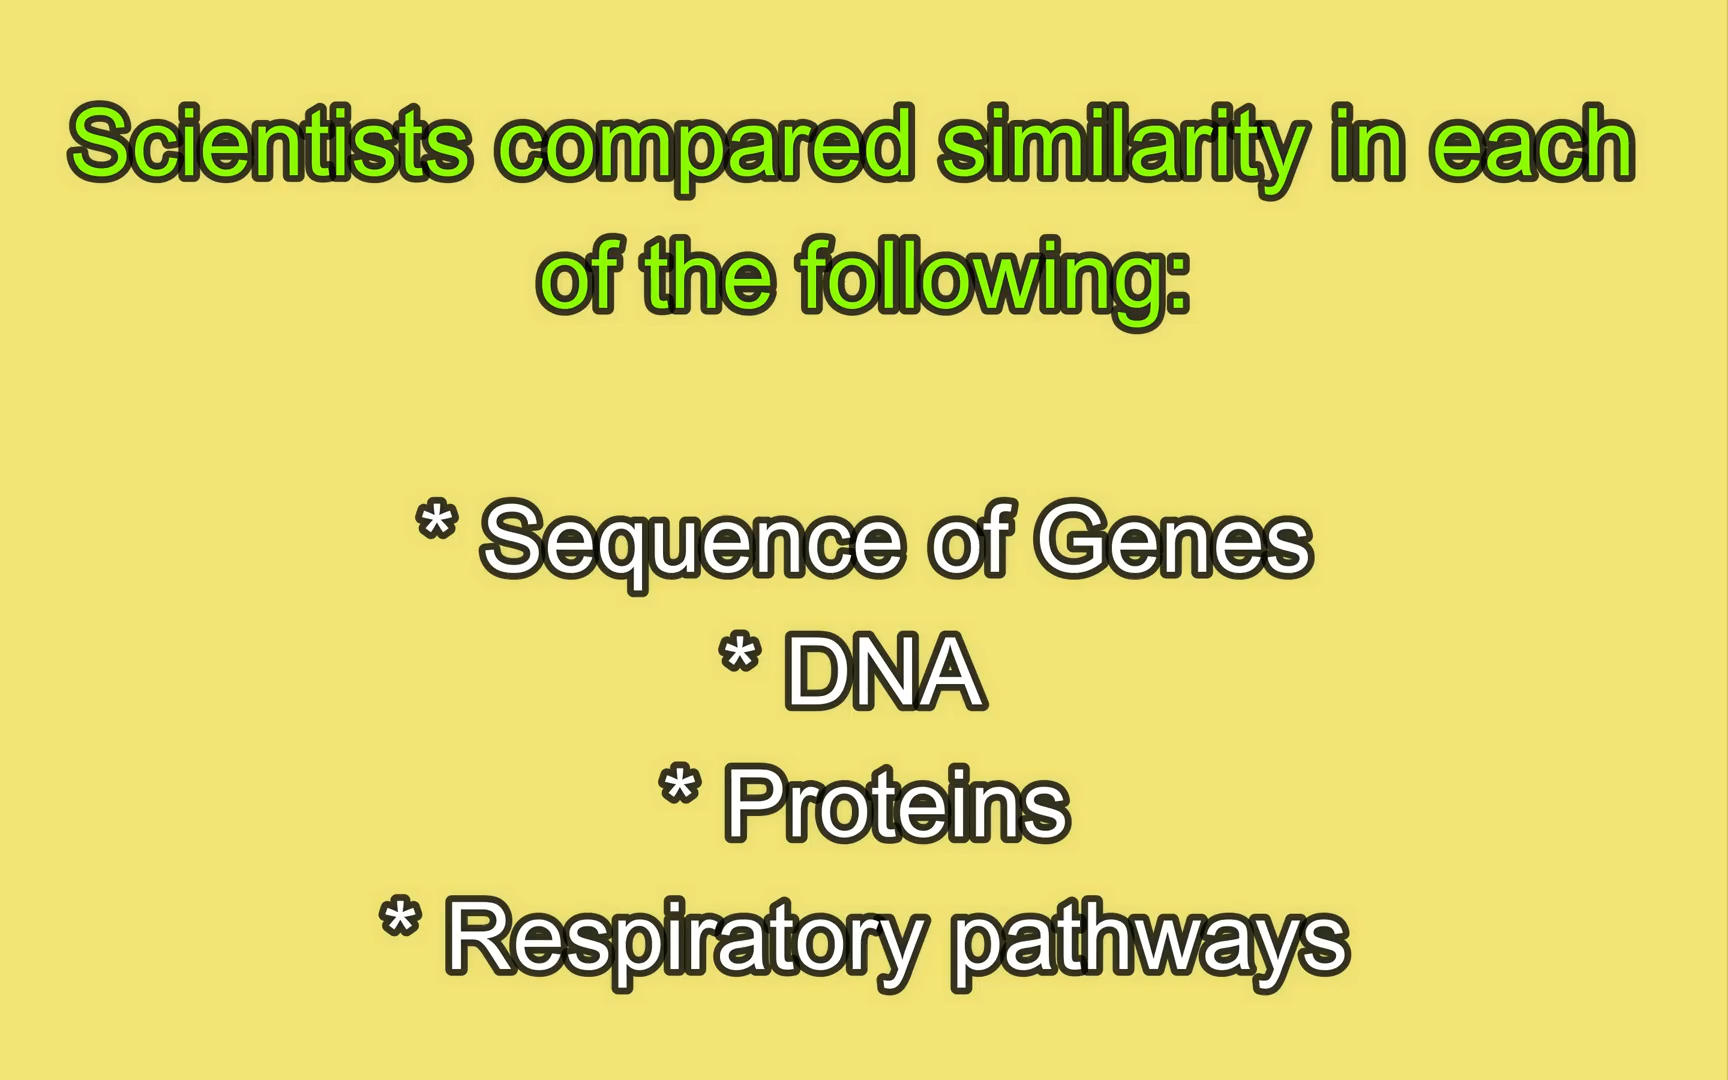 Scientists compared similarity in each
of the following:
* Sequence of Genes
* DNA
* Proteins
* Respiratory pathways